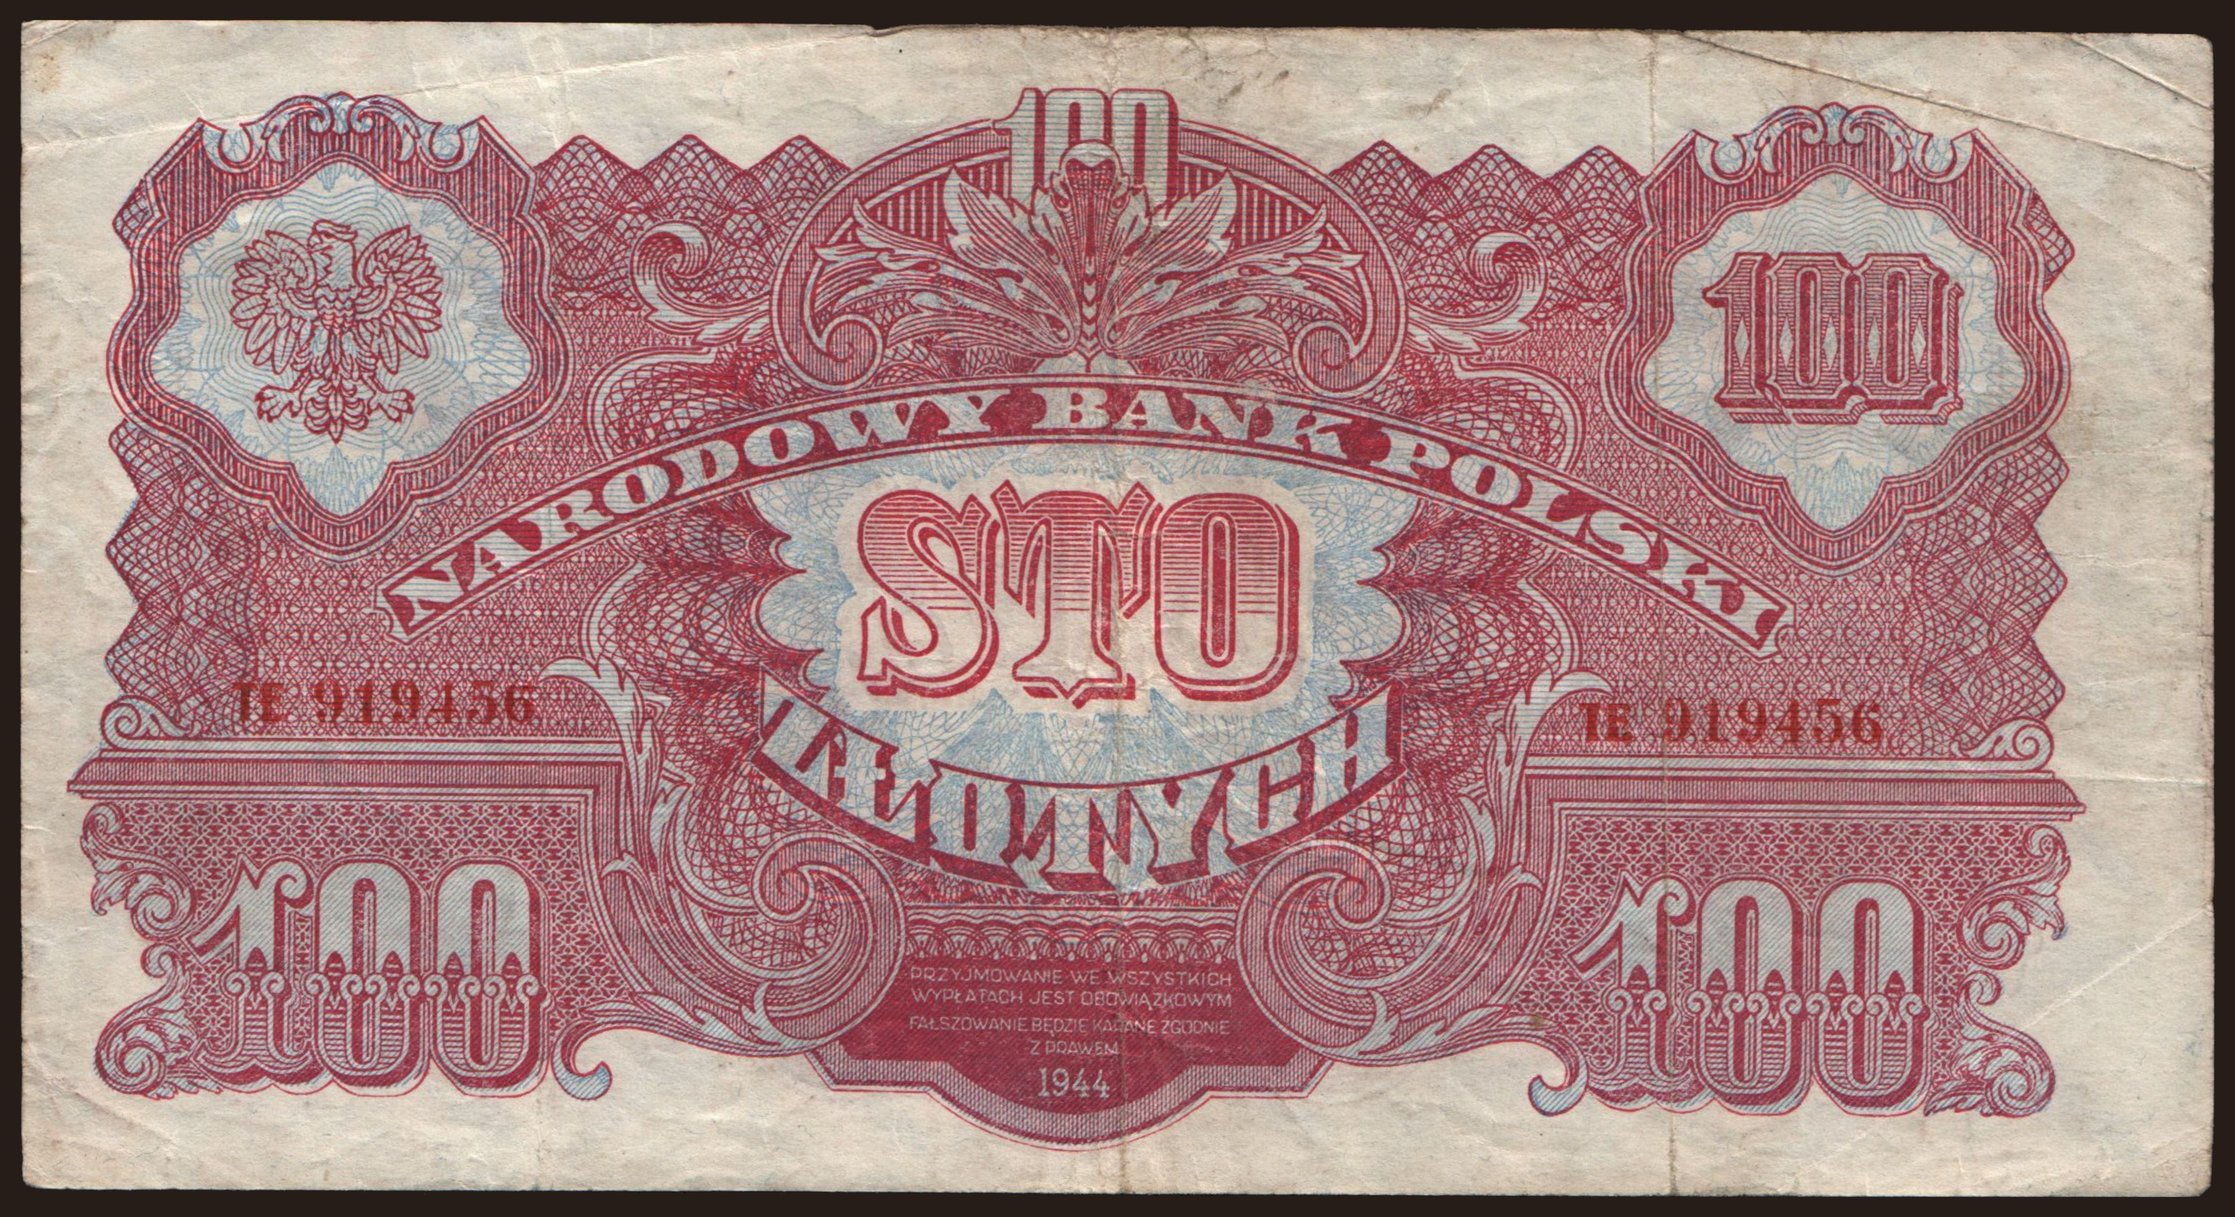 100
100
NARODOWY BANK POLSKI
STO
ZŁOTYCH
TE 919456
TE 919456
100
100
PRZYJMOWANIE WE WSZYSTKICH
WYPŁATACH JEST OBOWIĄZKOWYM
FAŁSZOWANIE BĘDZIE KARANE ZGODNIE
Z PRAWEM
1944